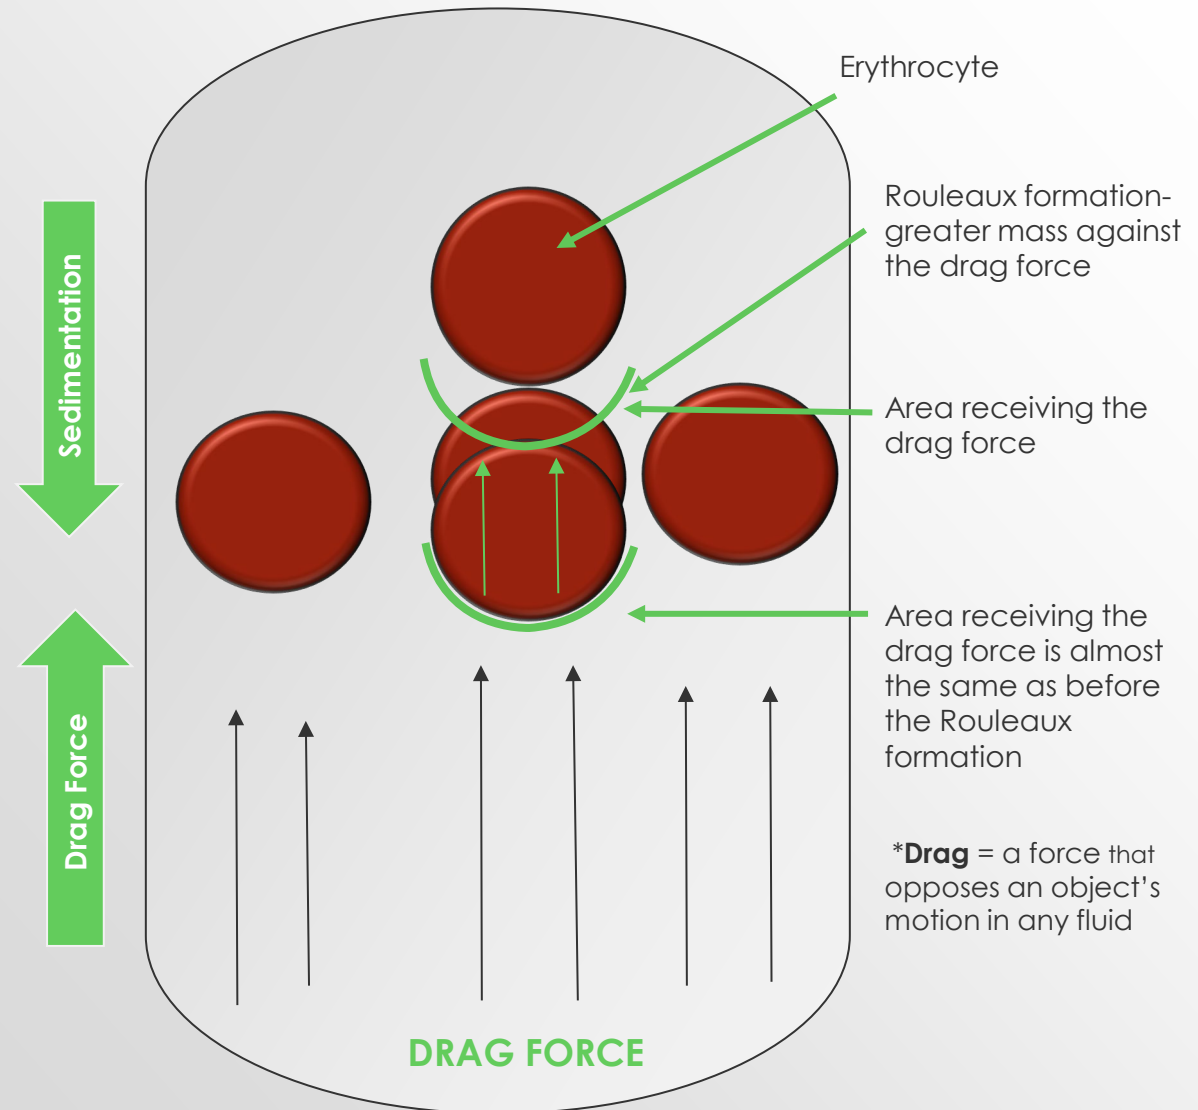 Erythrocyte
Rouleaux formation-
greater mass against
the drag force
Sedimentation
Area receiving the
drag force
Area receiving the
drag force is almost
the same as before
the Rouleaux
formation
Drag Force
*Drag = a force that
opposes an object’s
motion in any fluid
DRAG FORCE